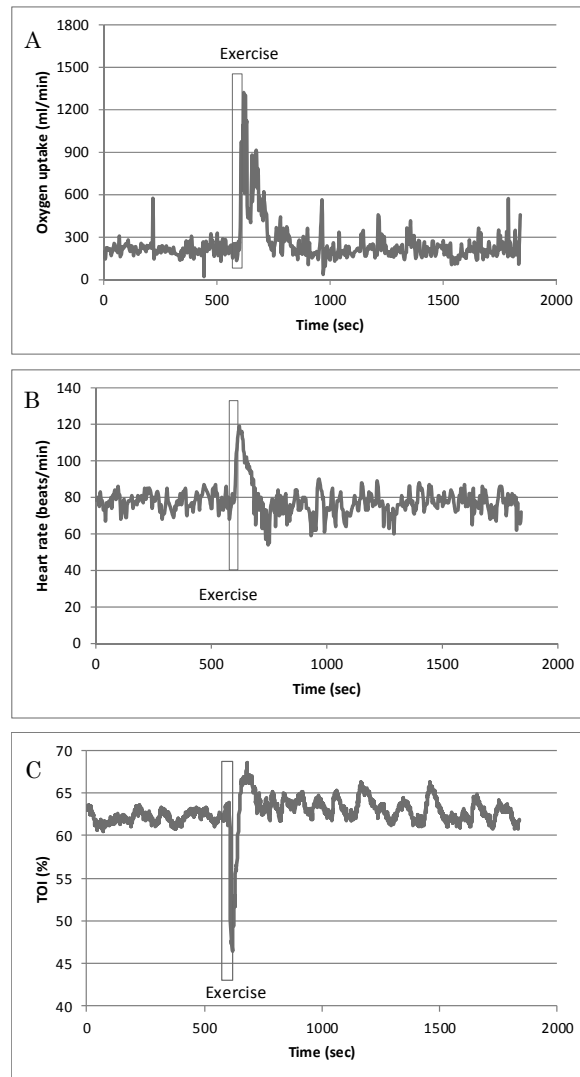 A
Exercise
Oxygen uptake (ml/min)
1800
1500
1200
900
600
300
0
0 500 1000 1500 2000
Time (sec)
B
Heart rate (beats/min)
140
120
100
80
60
40
20
0
Exercise
0 500 1000 1500 2000
Time (sec)
C
TOI (%)
70
65
60
55
50
45
40
Exercise
0 500 1000 1500 2000
Time (sec)